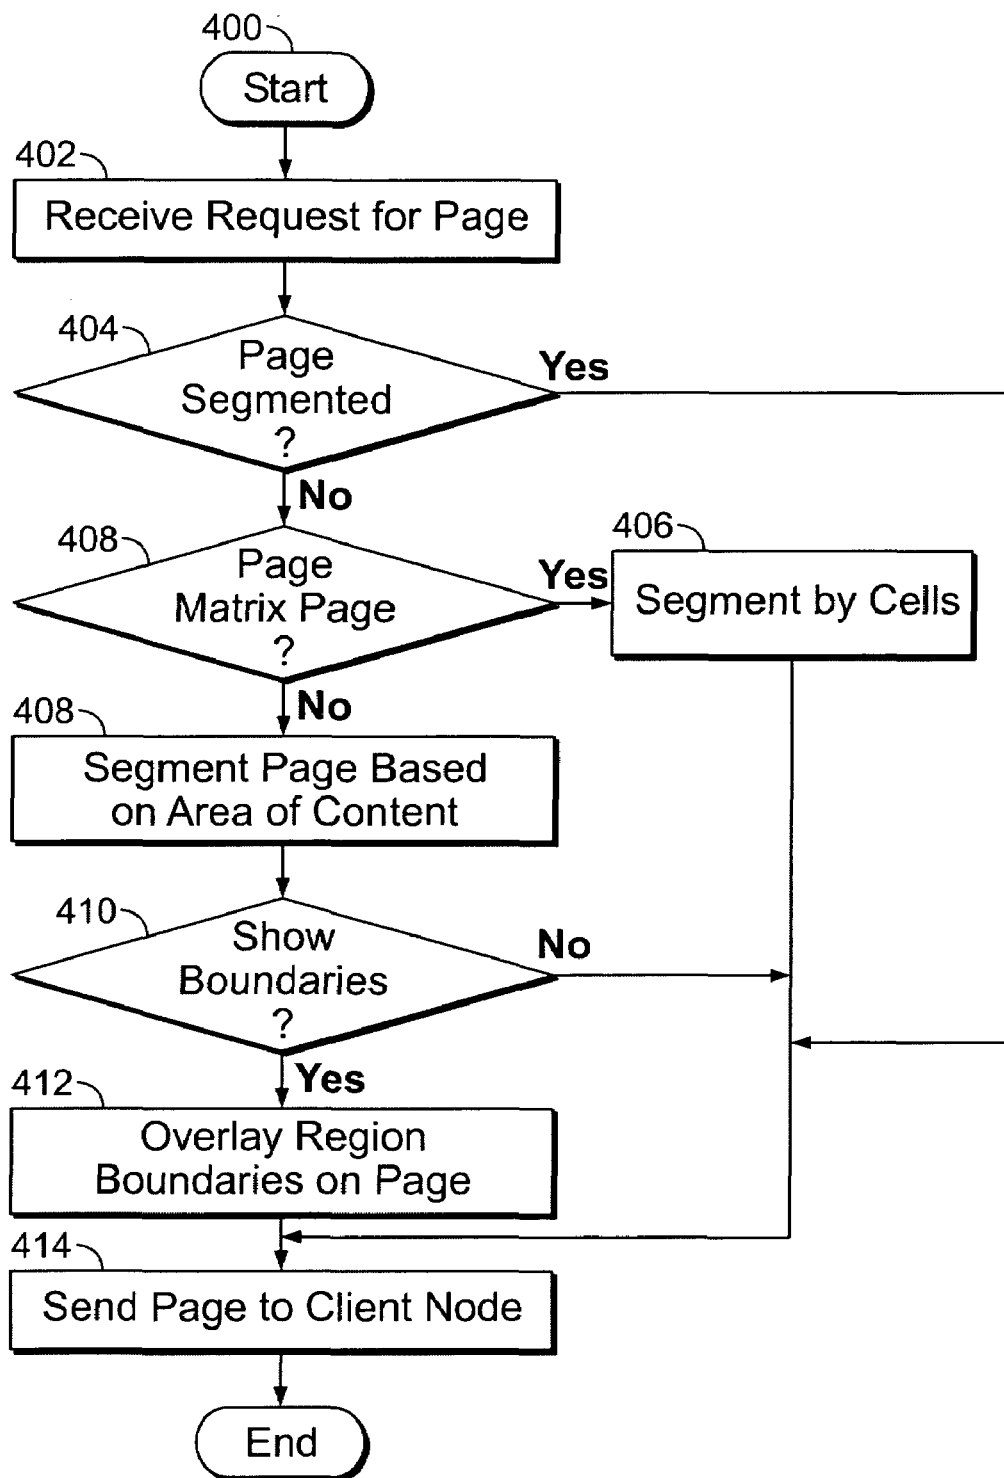 400
Start
402
Receive Request for Page
404
Page
Segmented
?
Yes
No
408
Page
Matrix Page
?
Yes
406
Segment by Cells
No
408
Segment Page Based
on Area of Content
410
Show
Boundaries
?
No
Yes
412
Overlay Region
Boundaries on Page
414
Send Page to Client Node
End